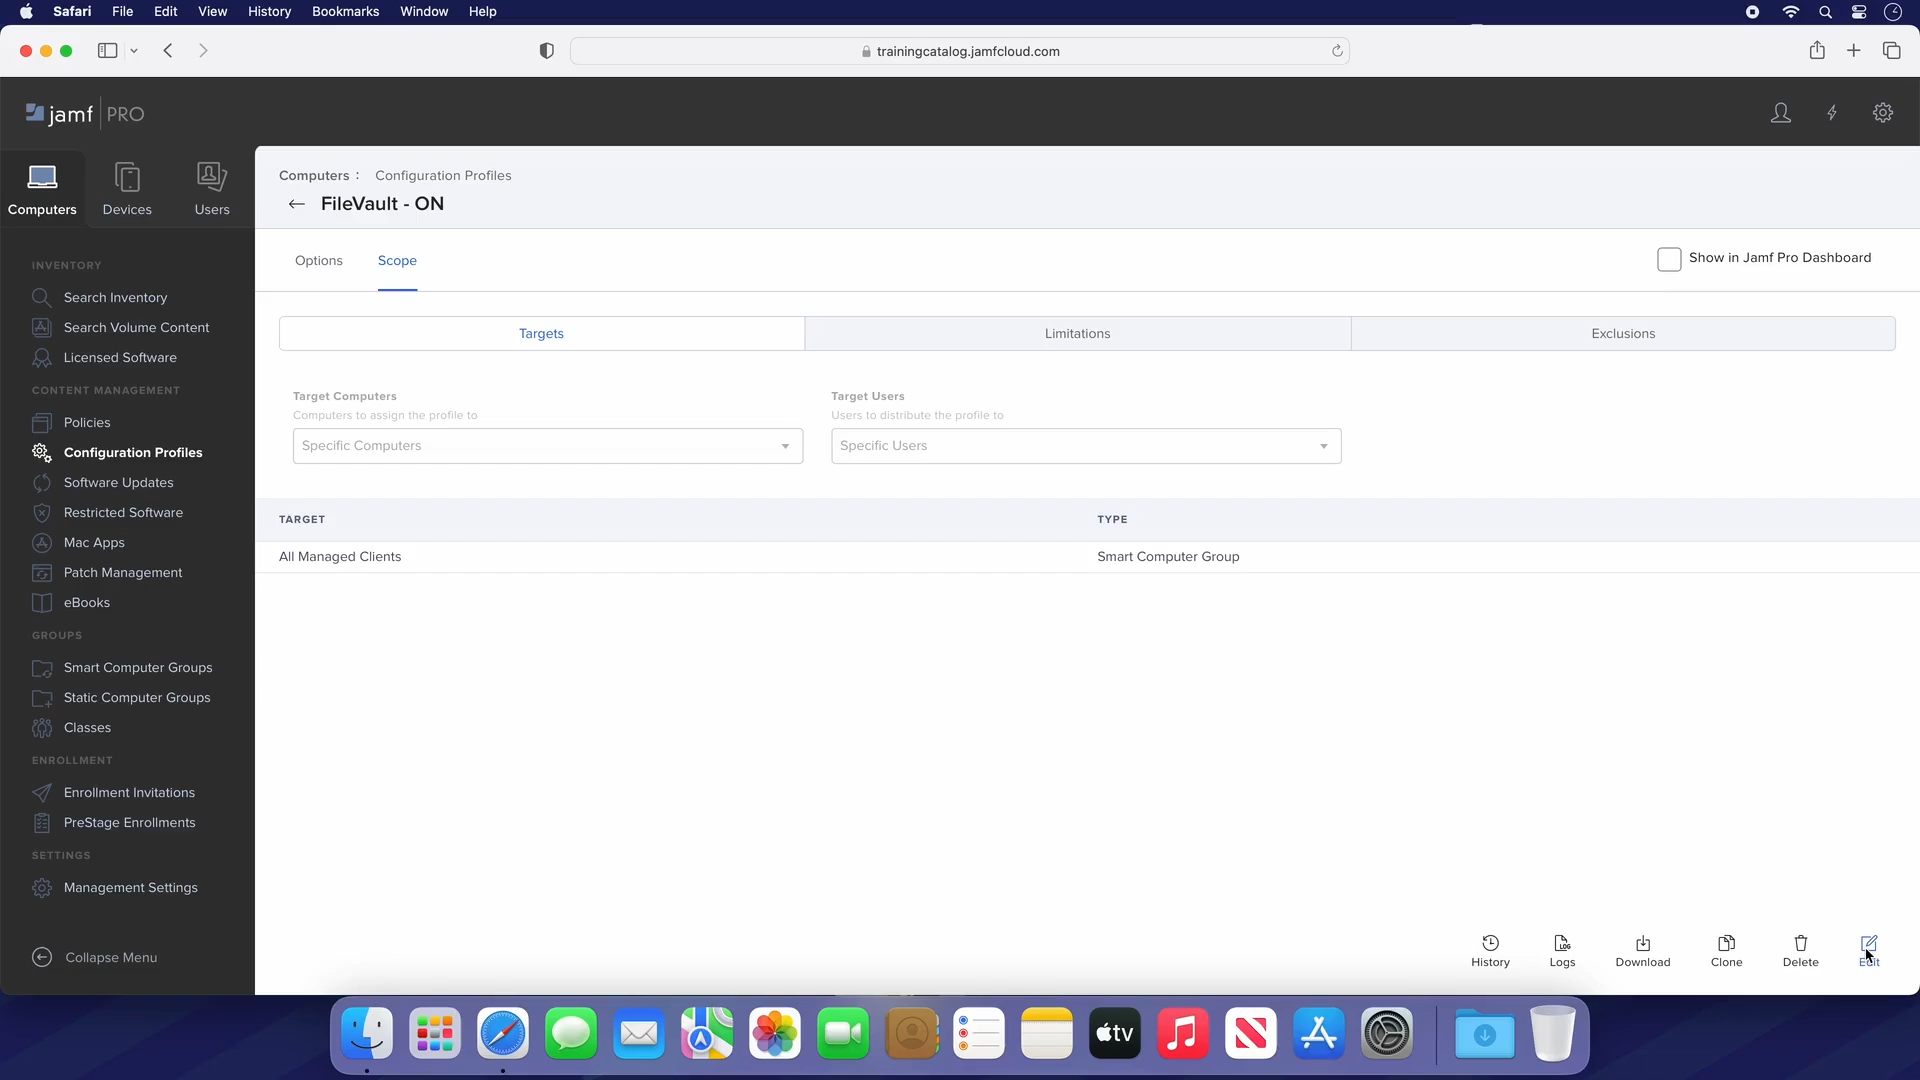 Safari File Edit View History Bookmarks Window Help
trainingcatalog.jamfcloud.com
jamf PRO
Computers Devices Users
Computers : Configuration Profiles
FileVault - ON
Options Scope
Show in Jamf Pro Dashboard
INVENTORY
Search Inventory
Search Volume Content
Licensed Software
CONTENT MANAGEMENT
Policies
Configuration Profiles
Software Updates
Restricted Software
Mac Apps
Patch Management
eBooks
GROUPS
Smart Computer Groups
Static Computer Groups
Classes
ENROLLMENT
Enrollment Invitations
PreStage Enrollments
SETTINGS
Management Settings
Collapse Menu
Targets Limitations Exclusions
Target Computers
Computers to assign the profile to
Specific Computers
Target Users
Users to distribute the profile to
Specific Users
TARGET TYPE
All Managed Clients Smart Computer Group
History Logs Download Clone Delete Edit
LOG
tv